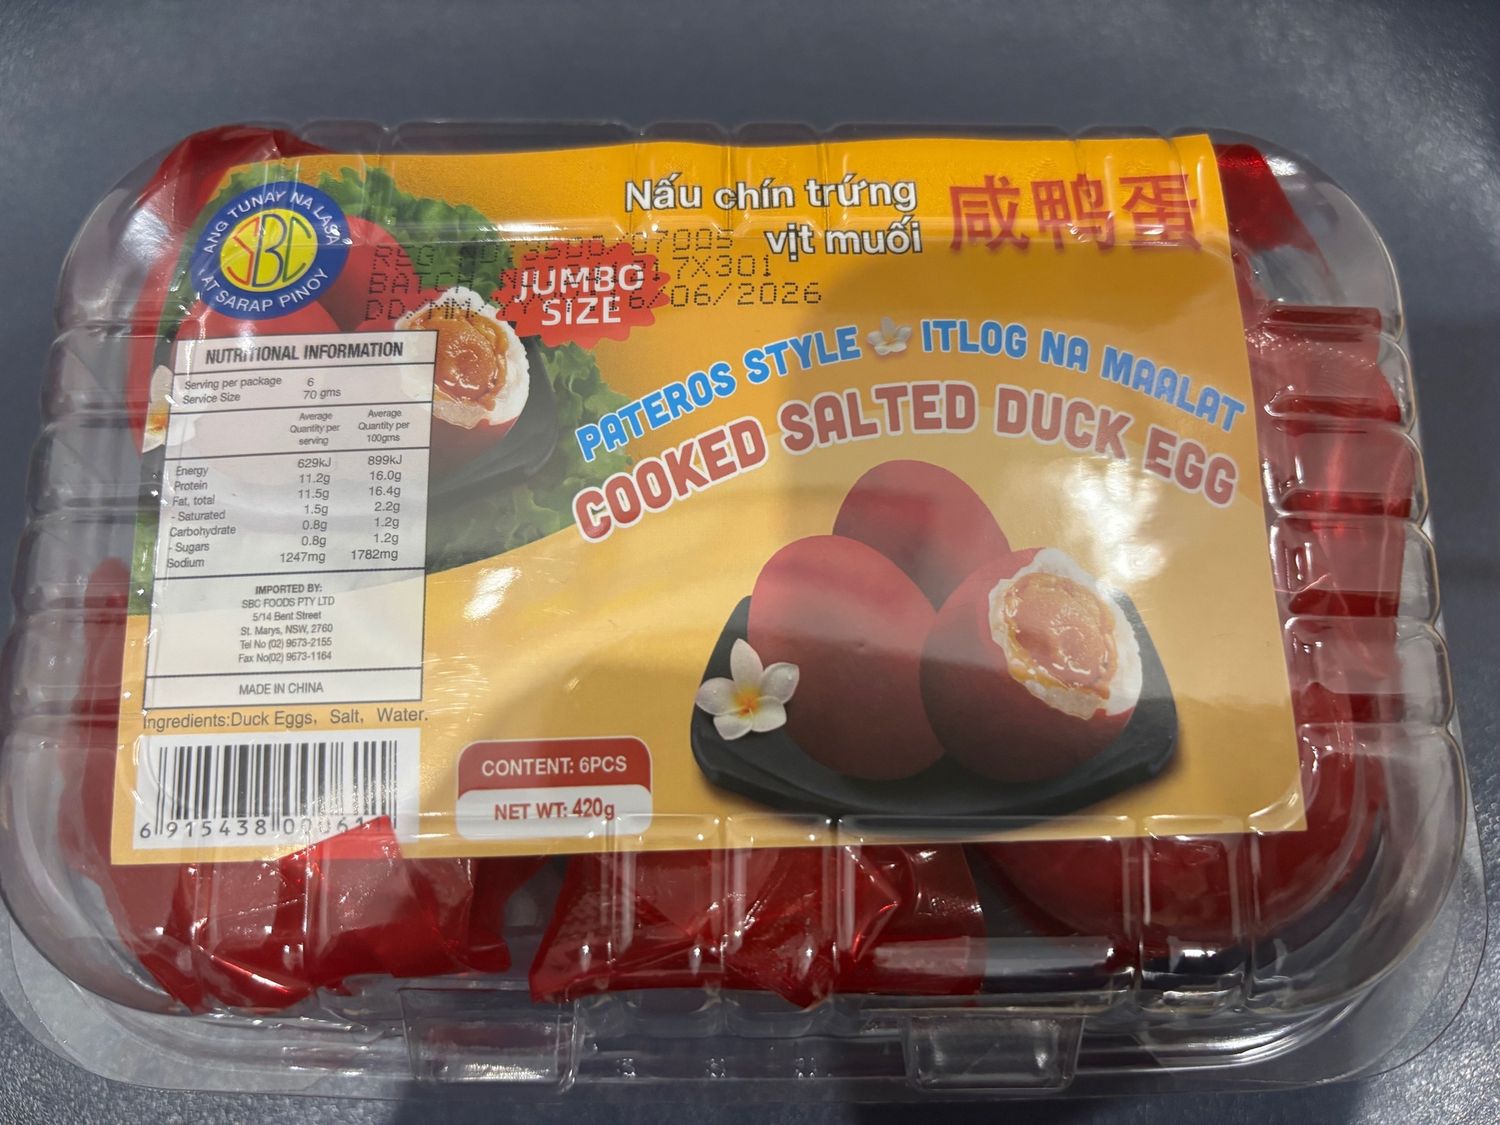 ANG TUNAY NA LASA
SBC
AT SARAP PINOY
Nấu chín trứng
vịt muối
咸鸭蛋
JUMBO
SIZE
6/06/2026
PATEROS STYLE ITLOG NA MAALAT
COOKED SALTED DUCK EGG
NUTRITIONAL INFORMATION
Serving per package 6
Service Size 70 gms
Average Quantity per serving Average Quantity per 100gms
Energy 629kJ 899kJ
Protein 11.2g 16.0g
Fat, total 11.5g 16.4g
- Saturated 1.5g 2.2g
Carbohydrate 0.8g 1.2g
- Sugars 0.8g 1.2g
Sodium 1247mg 1782mg
IMPORTED BY:
SBC FOODS PTY LTD
5/14 Bent Street
St. Marys, NSW, 2760
Tel No (02) 9673-2155
Fax No(02) 9673-1164
MADE IN CHINA
Ingredients:Duck Eggs, Salt, Water.
CONTENT: 6PCS
NET WT: 420g